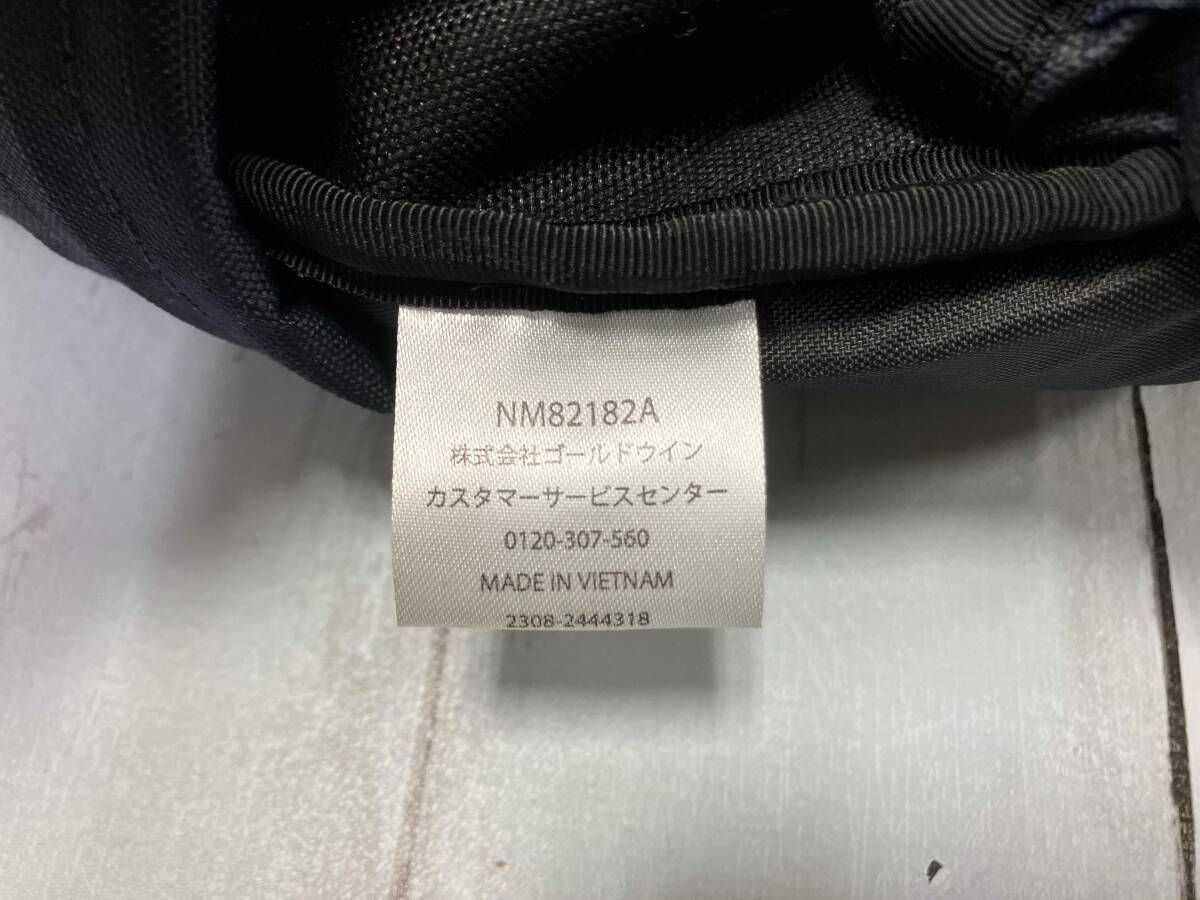 NM82182A
株式会社ゴールドウイン
カスタマーサービスセンター
0120-307-560
MADE IN VIETNAM
2308-2444318